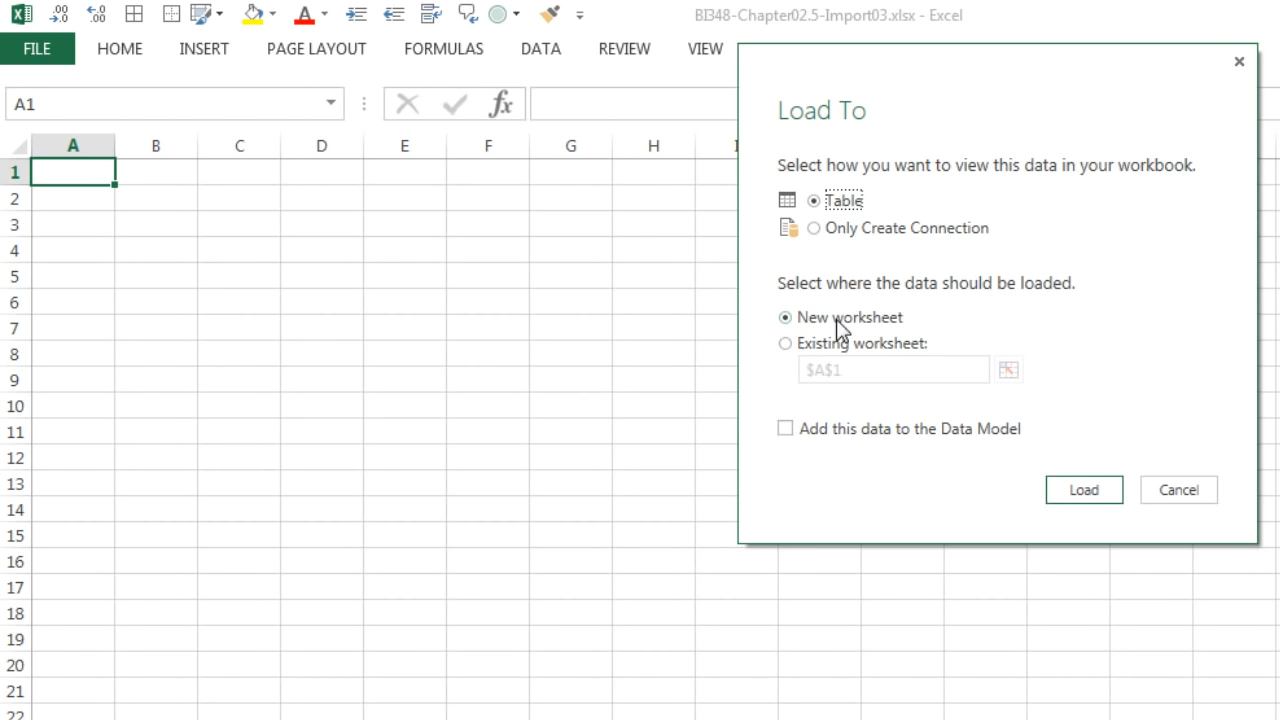 BI348-Chapter02.5-Import03.xlsx - Excel
FILE HOME INSERT PAGE LAYOUT FORMULAS DATA REVIEW VIEW
A1
fx
A B C D E F G H
1
2
3
4
5
6
7
8
9
10
11
12
13
14
15
16
17
18
19
20
21
22
Load To
Select how you want to view this data in your workbook.
Table
Only Create Connection
Select where the data should be loaded.
New worksheet
Existing worksheet:
$A$1
Add this data to the Data Model
Load Cancel